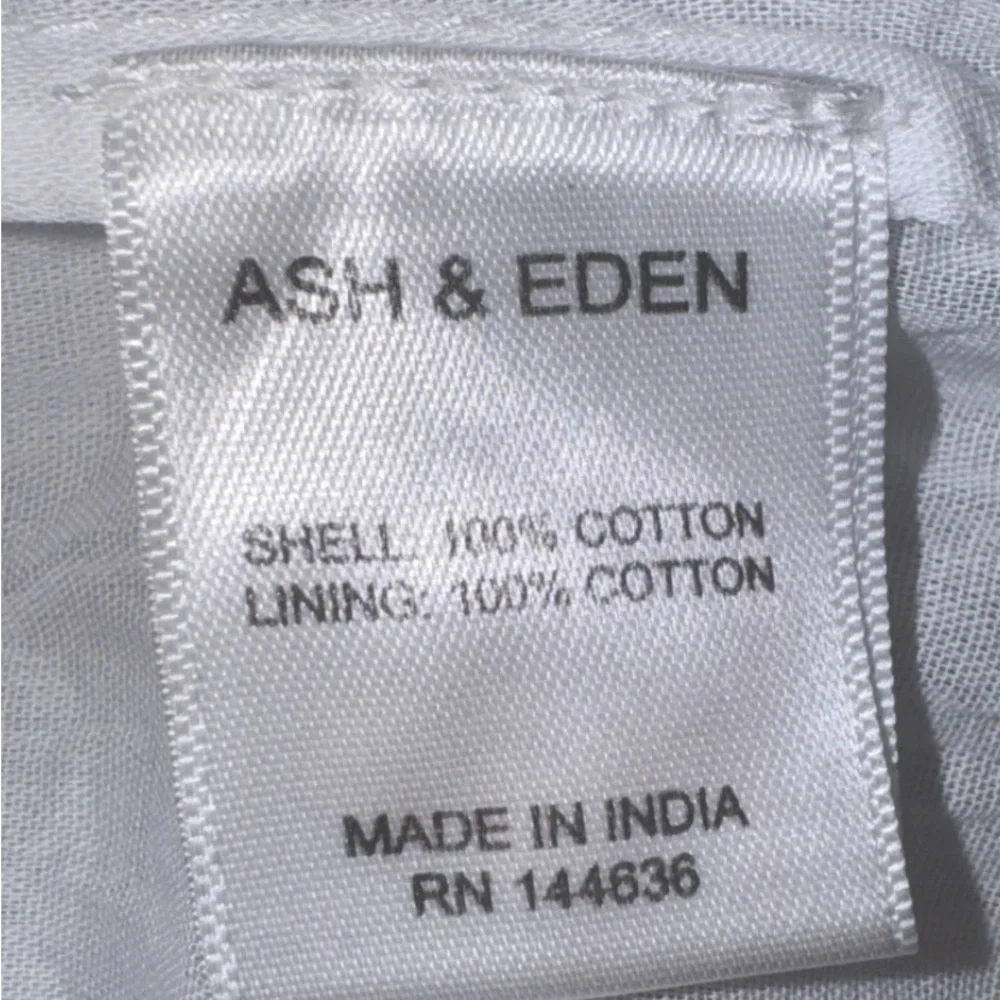 ASH & EDEN
SHELL: 100% COTTON
LINING: 100% COTTON
MADE IN INDIA
RN 144636